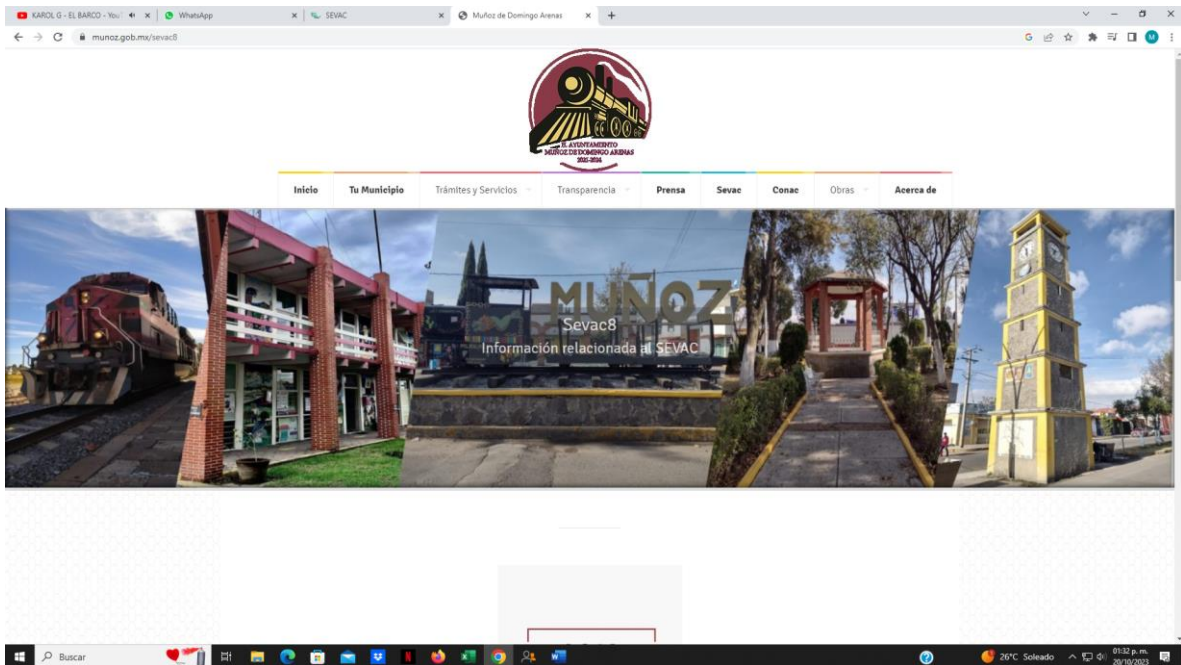 KAROL G - EL BARCO - You
WhatsApp
SEVAC
Muñoz de Domingo Arenas
munoz.gob.mx/sevac8
H. AYUNTAMIENTO
MUÑOZ DE DOMINGO ARENAS
2021-2024
Inicio Tu Municipio Trámites y Servicios Transparencia Prensa Sevac Conac Obras Acerca de
MUÑOZ
Sevac8
Información relacionada al SEVAC
Buscar
26°C Soleado
01:32 p. m.
20/10/2023